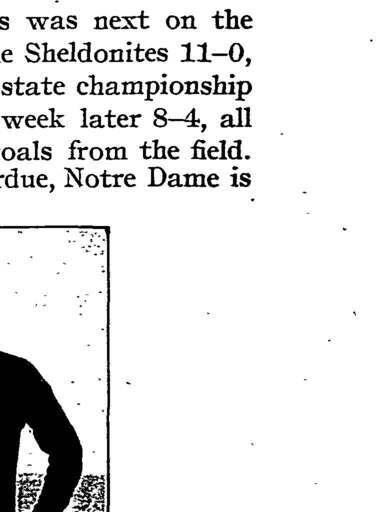 s was next on the
e Sheldonites 11–0,
state championship
week later 8–4, all
oals from the field.
rdue, Notre Dame is